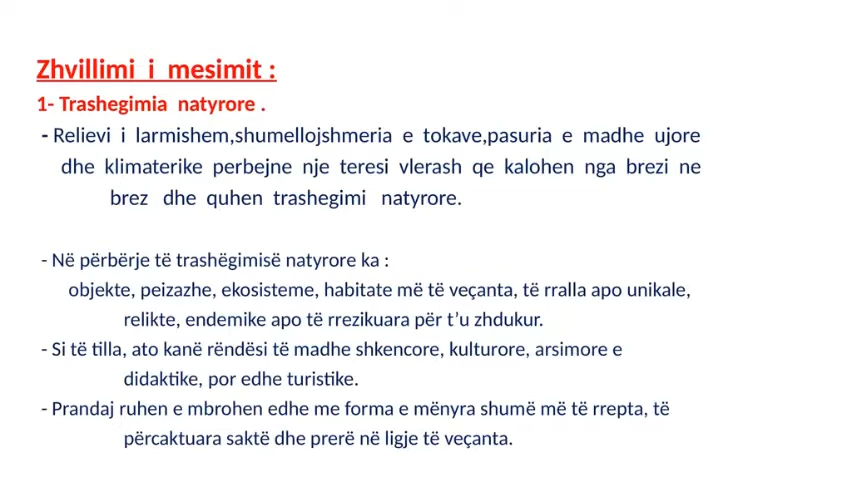 Zhvillimi i mesimit :
1- Trashegimia natyrore .
- Relievi i larmishem,shumellojshmeria e tokave,pasuria e madhe ujore
dhe klimaterike perbejne nje teresi vlerash qe kalohen nga brezi ne
brez dhe quhen trashegimi natyrore.
- Në përbërje të trashëgimisë natyrore ka :
objekte, peizazhe, ekosisteme, habitate më të veçanta, të rralla apo unikale,
relikte, endemike apo të rrezikuara për t’u zhdukur.
- Si të tilla, ato kanë rëndësi të madhe shkencore, kulturore, arsimore e
didaktike, por edhe turistike.
- Prandaj ruhen e mbrohen edhe me forma e mënyra shumë më të rrepta, të
përcaktuara saktë dhe prerë në ligje të veçanta.